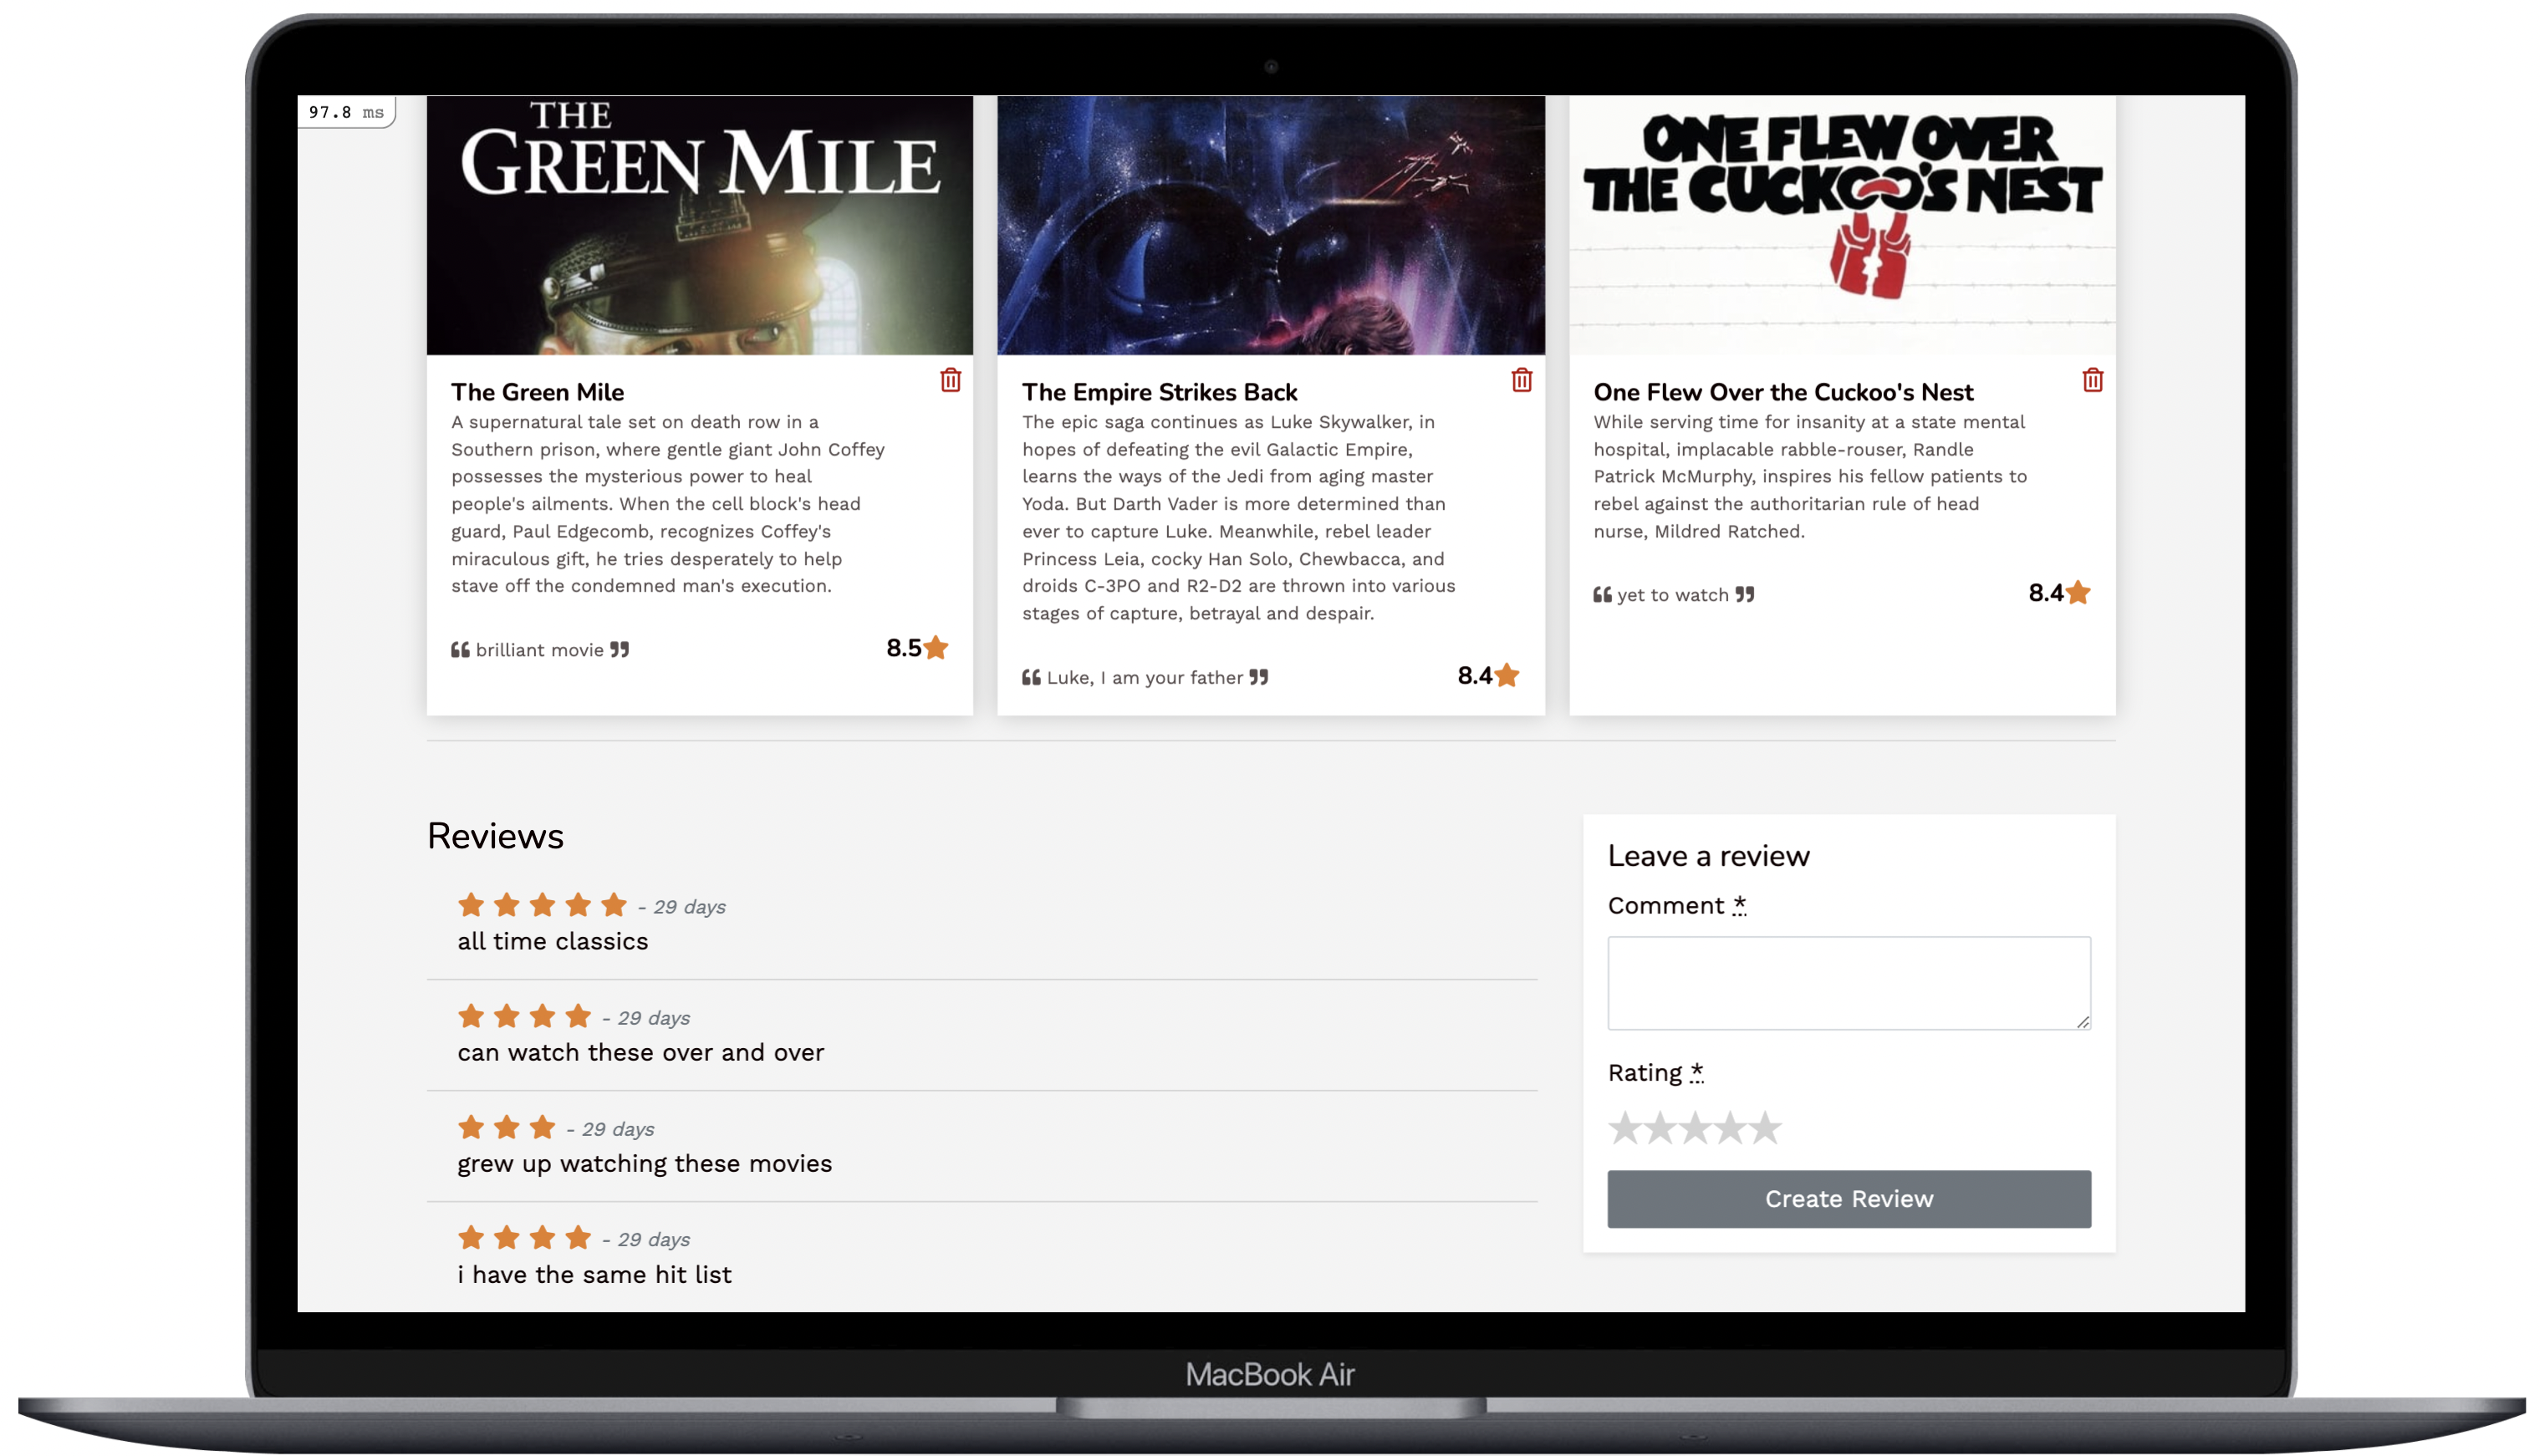 97.8 ms
THE
GREEN MILE
ONE FLEW OVER
THE CUCKOO'S NEST
The Green Mile
A supernatural tale set on death row in a
Southern prison, where gentle giant John Coffey
possesses the mysterious power to heal
people's ailments. When the cell block's head
guard, Paul Edgecomb, recognizes Coffey's
miraculous gift, he tries desperately to help
stave off the condemned man's execution.
❝ brilliant movie ❞
8.5
The Empire Strikes Back
The epic saga continues as Luke Skywalker, in
hopes of defeating the evil Galactic Empire,
learns the ways of the Jedi from aging master
Yoda. But Darth Vader is more determined than
ever to capture Luke. Meanwhile, rebel leader
Princess Leia, cocky Han Solo, Chewbacca, and
droids C-3PO and R2-D2 are thrown into various
stages of capture, betrayal and despair.
❝ Luke, I am your father ❞
8.4
One Flew Over the Cuckoo's Nest
While serving time for insanity at a state mental
hospital, implacable rabble-rouser, Randle
Patrick McMurphy, inspires his fellow patients to
rebel against the authoritarian rule of head
nurse, Mildred Ratched.
❝ yet to watch ❞
8.4
Reviews
- 29 days
all time classics
- 29 days
can watch these over and over
- 29 days
grew up watching these movies
- 29 days
i have the same hit list
Leave a review
Comment *
Rating *
Create Review
MacBook Air